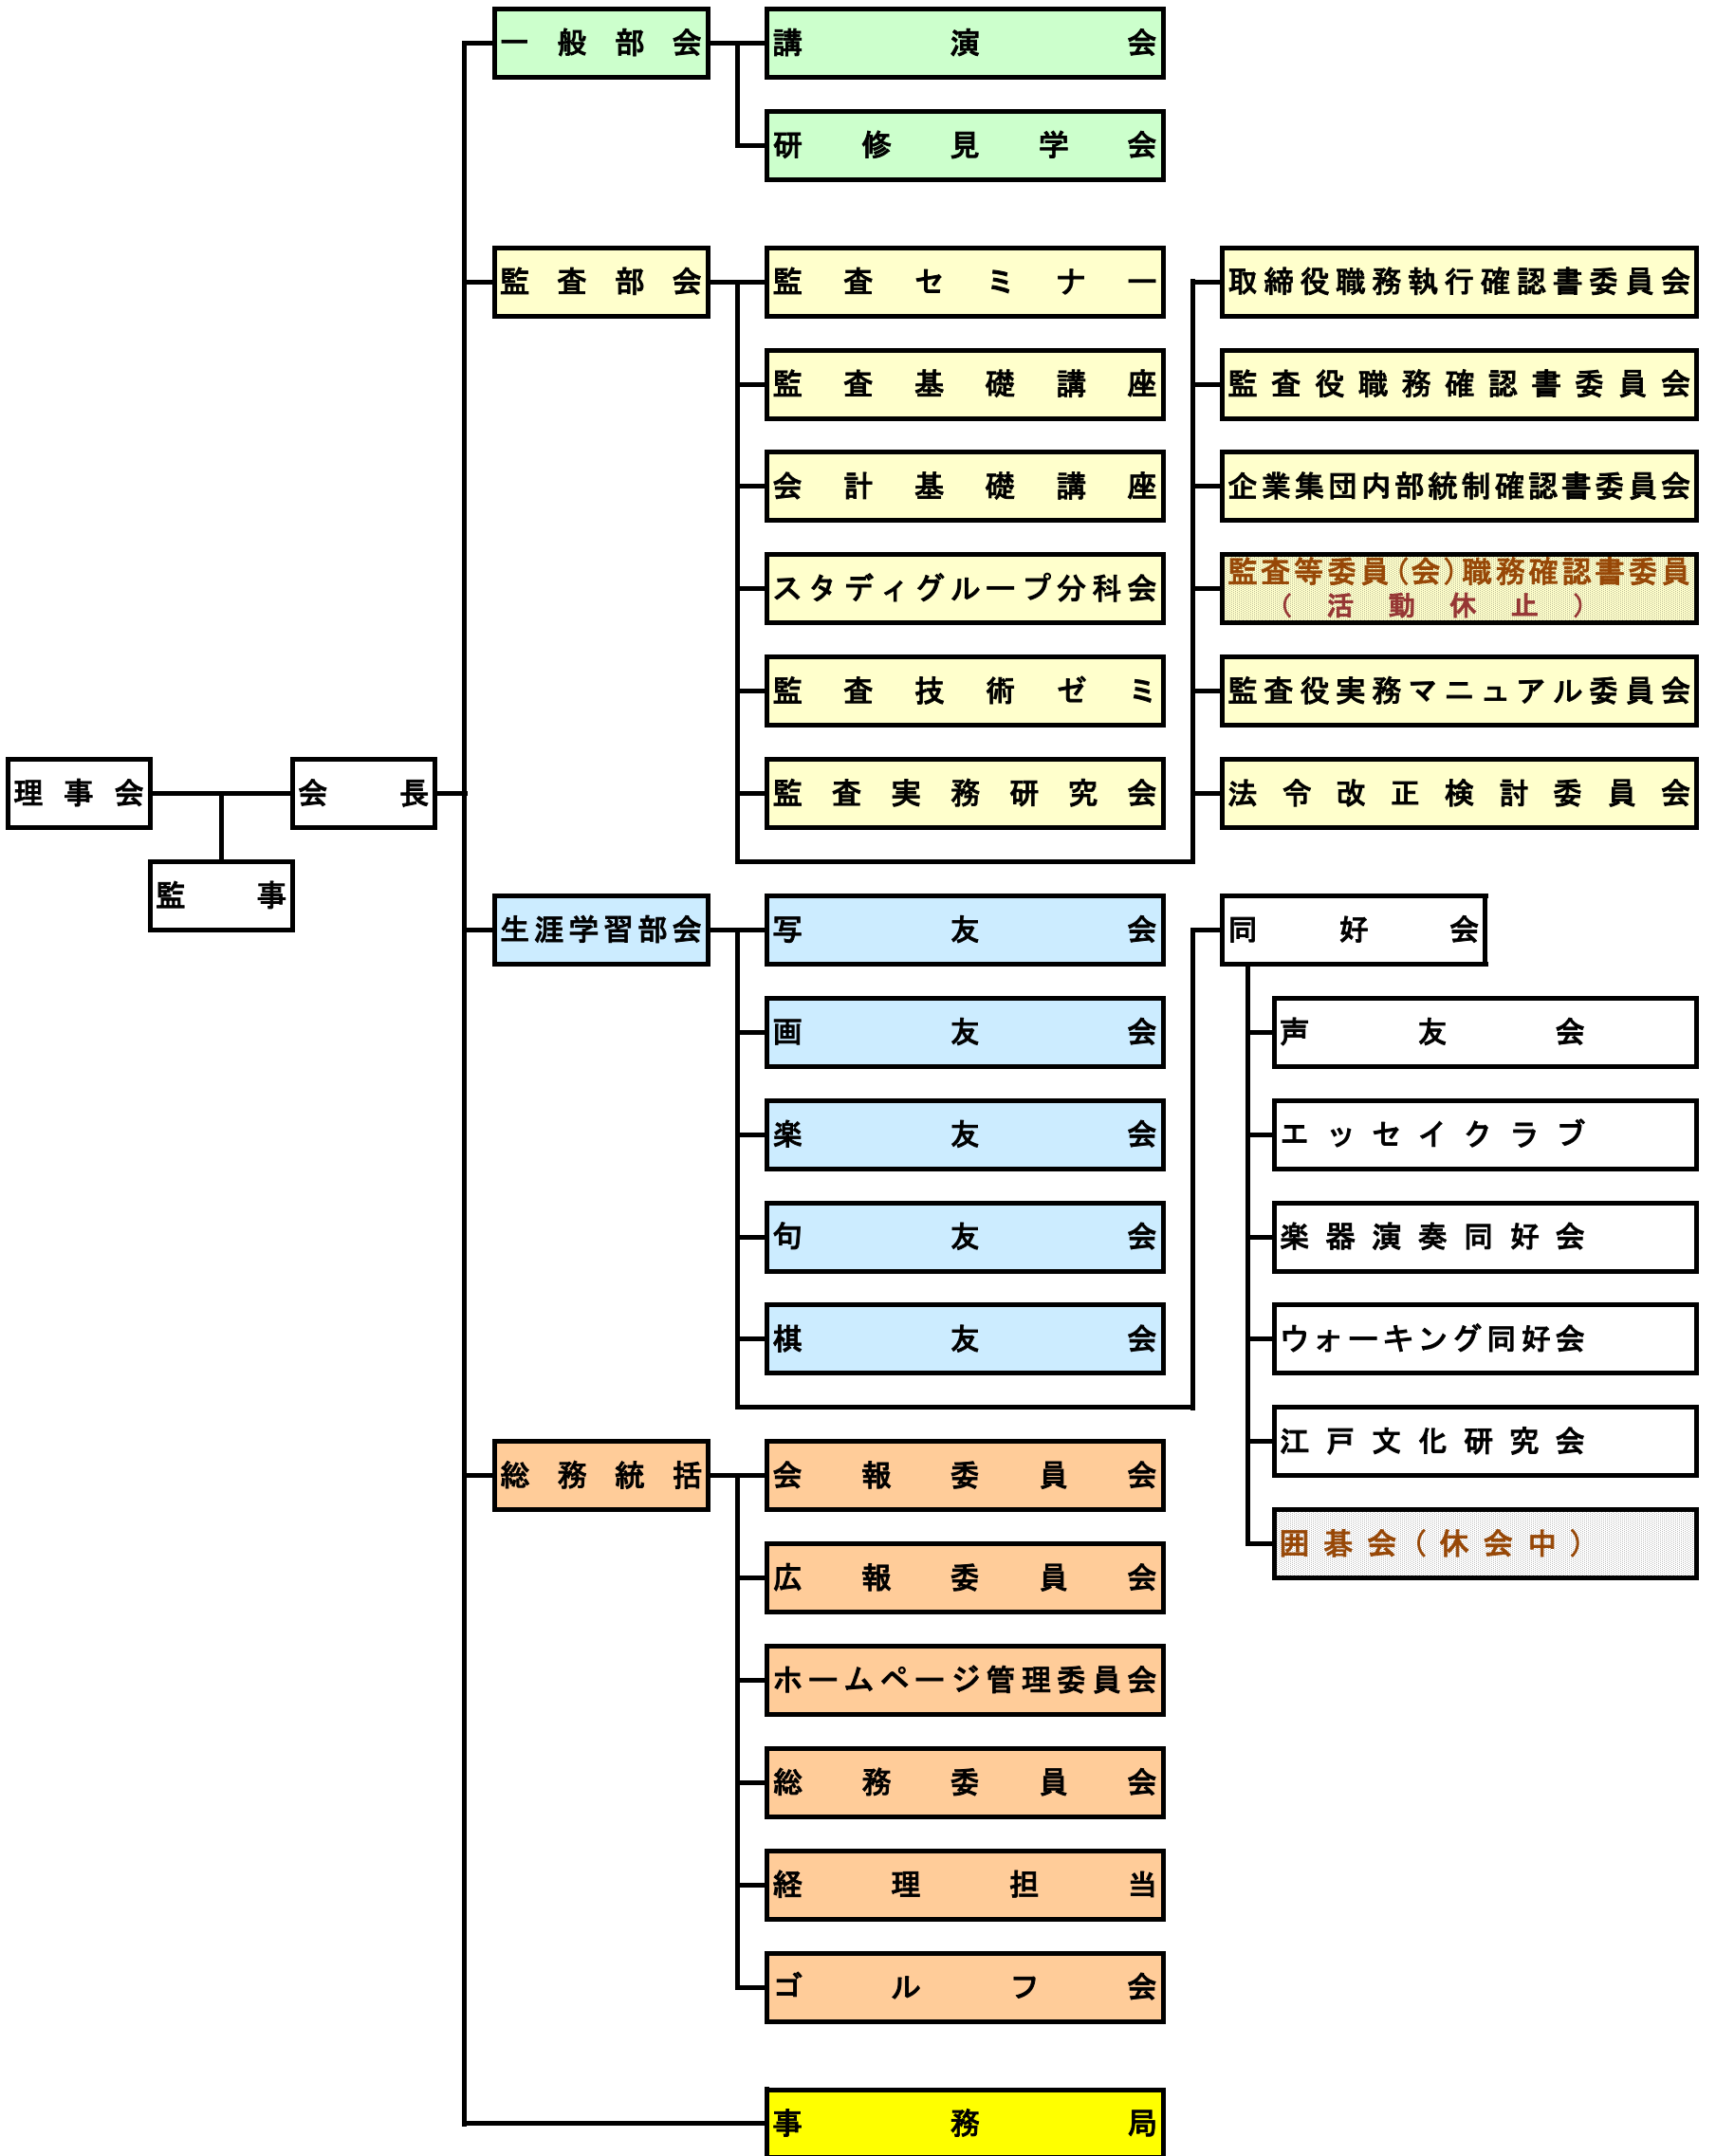 一般部会
講演会
研修見学会
監査部会
監査セミナー
監査基礎講座
会計基礎講座
スタディグループ分科会
監査技術ゼミ
監査実務研究会
取締役職務執行確認書委員会
監査役職務確認書委員会
企業集団内部統制確認書委員会
監査等委員(会)職務確認書委員
(活動休止)
監査役実務マニュアル委員会
法令改正検討委員会
理事会
会長
監事
生涯学習部会
写友会
画友会
楽友会
句友会
棋友会
同好会
声友会
エッセイクラブ
楽器演奏同好会
ウォーキング同好会
江戸文化研究会
囲碁会(休会中)
総務統括
会報委員会
広報委員会
ホームページ管理委員会
総務委員会
経理担当
ゴルフ会
事務局